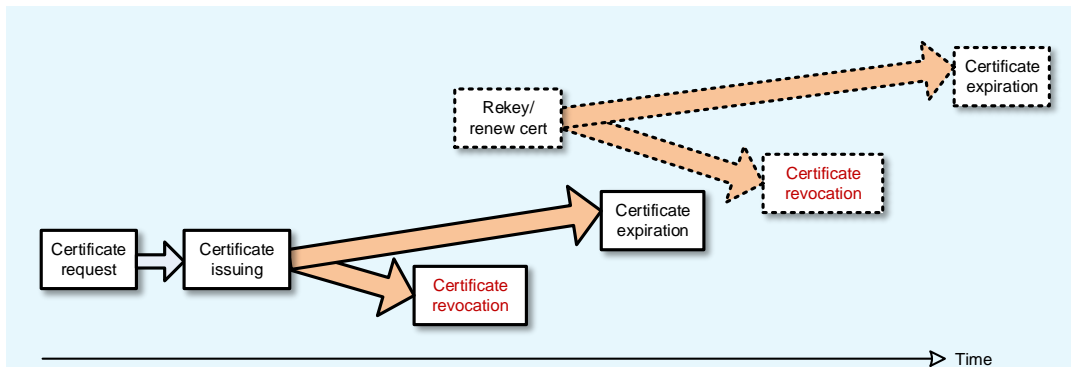 Certificate
request
Certificate
issuing
Certificate
revocation
Certificate
expiration
Rekey/
renew cert
Certificate
revocation
Certificate
expiration
Time